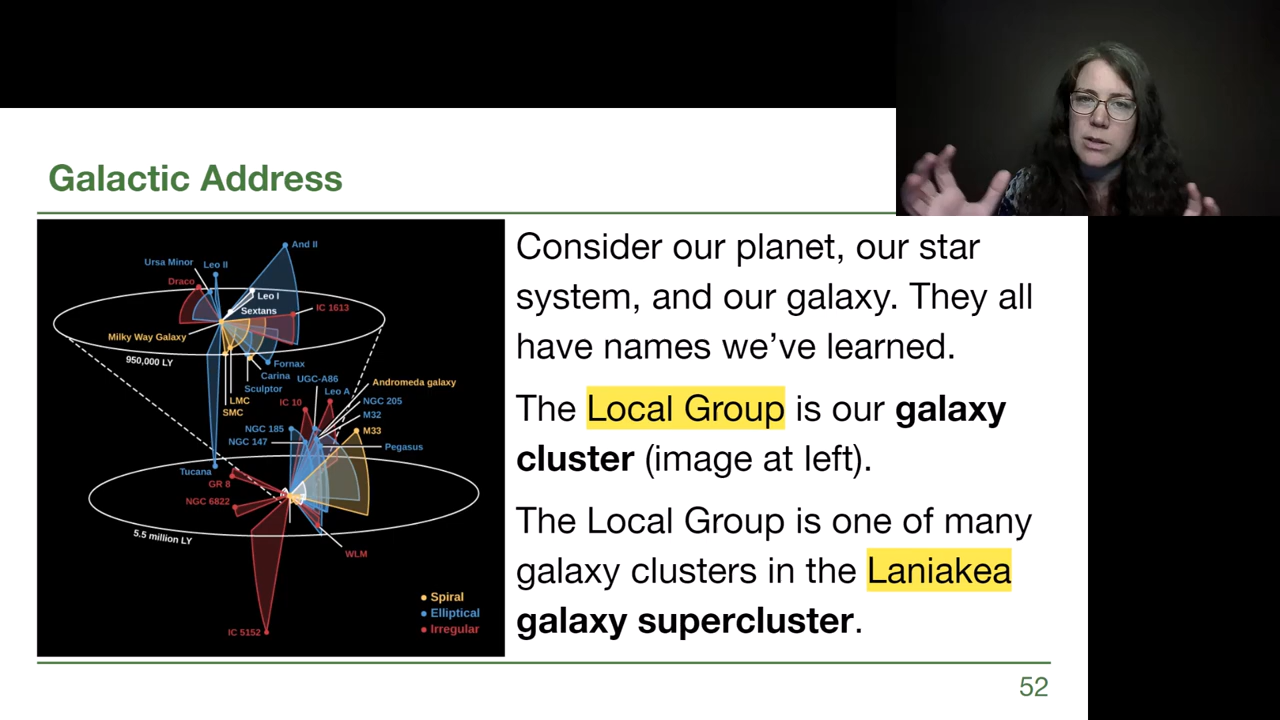 Galactic Address
And II
Ursa Minor
Leo II
Draco
Leo I
Sextans
IC 1613
Milky Way Galaxy
950,000 LY
Fornax
Carina
UGC-A86
Sculptor
Andromeda galaxy
Leo A
LMC
IC 10
NGC 205
SMC
M32
NGC 185
M33
NGC 147
Pegasus
Tucana
GR 8
NGC 6822
5.5 million LY
WLM
Spiral
Elliptical
IC 5152
Irregular
Consider our planet, our star
system, and our galaxy. They all
have names we’ve learned.
The Local Group is our galaxy
cluster (image at left).
The Local Group is one of many
galaxy clusters in the Laniakea
galaxy supercluster.
52